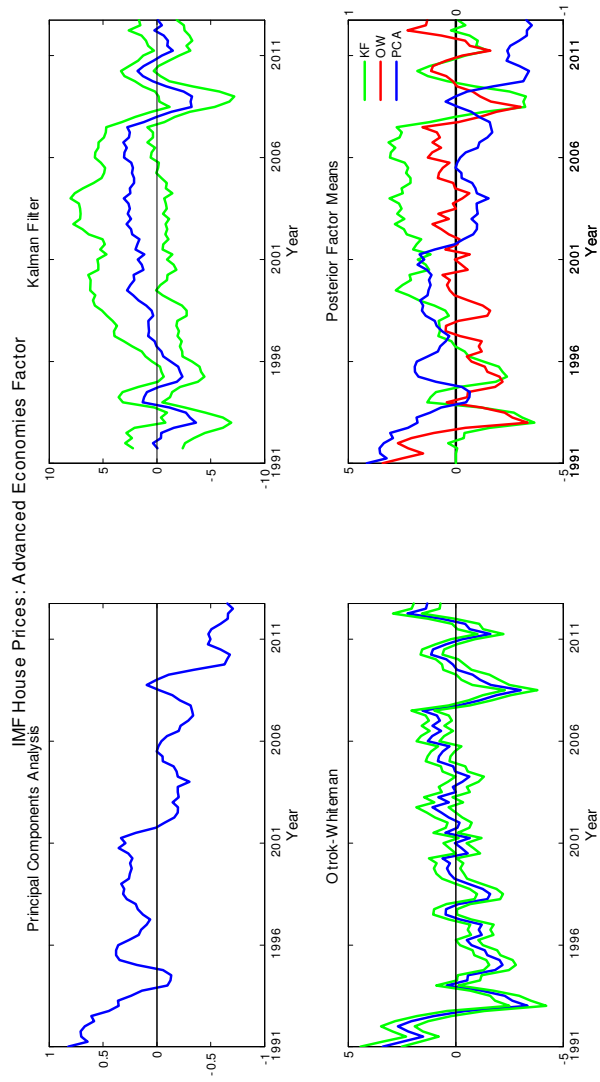 IMF House Prices: Advanced Economies Factor
Principal Components Analysis
1
0.5
0
-0.5
-1
1991 1996 2001 2006 2011
Year
Kalman Filter
10
5
0
-5
-10
1991 1996 2001 2006 2011
Year
Otrok-Whiteman
5
0
-5
1991 1996 2001 2006 2011
Year
Posterior Factor Means
5
0
-5
-1
1991 1996 2001 2006 2011
Year
KF
OW
PCA